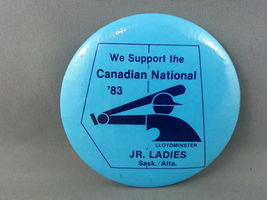 We Support the
Canadian National
'83
LLOYDMINSTER
JR. LADIES
Sask./Alta.